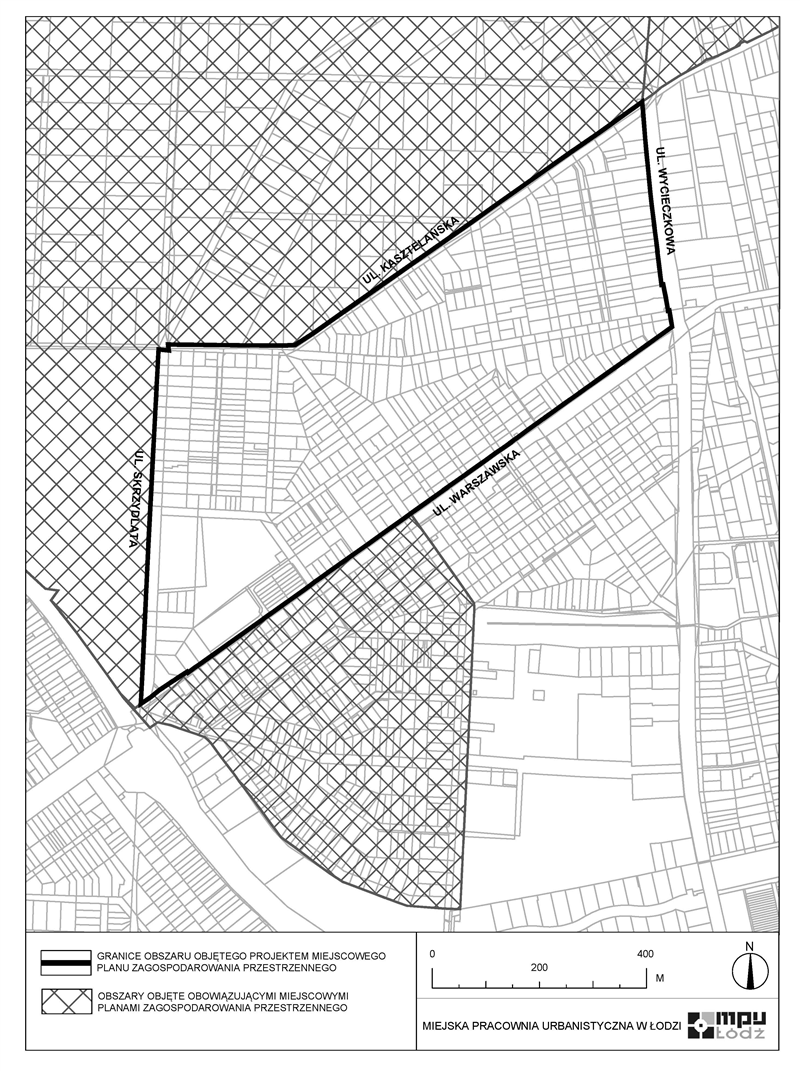 UL. WYCIECZKOWA
UL. KASZTELAŃSKA
UL. SKRZYDLATA
UL. WARSZAWSKA
GRANICE OBSZARU OBJĘTEGO PROJEKTEM MIEJSCOWEGO
PLANU ZAGOSPODAROWANIA PRZESTRZENNEGO
OBSZARY OBJĘTE OBOWIĄZUJĄCYMI MIEJSCOWYMI
PLANAMI ZAGOSPODAROWANIA PRZESTRZENNEGO
0 400
200
M
N
MIEJSKA PRACOWNIA URBANISTYCZNA W ŁODZI
mpu
Łódź